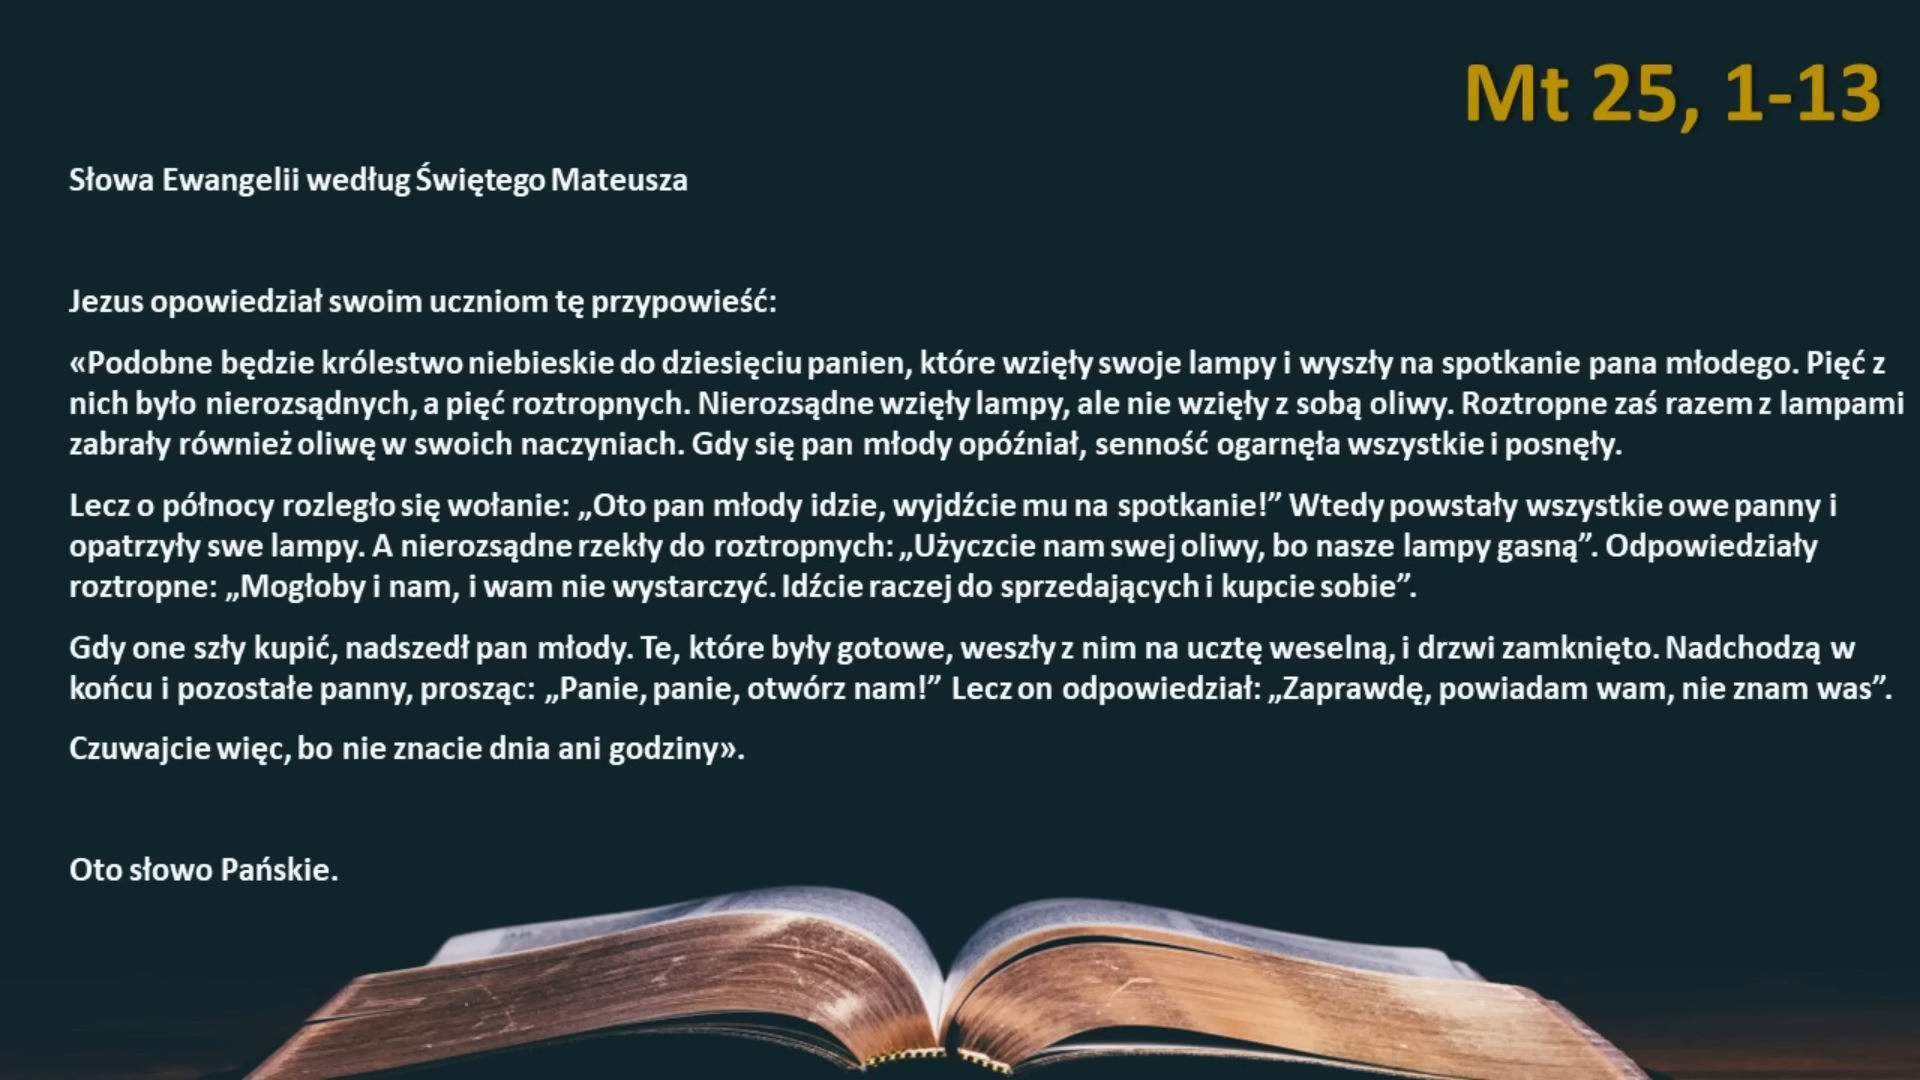 Mt 25, 1-13
Słowa Ewangelii według Świętego Mateusza
Jezus opowiedział swoim uczniom tę przypowieść:
«Podobne będzie królestwo niebieskie do dziesięciu panien, które wzięły swoje lampy i wyszły na spotkanie pana młodego. Pięć z
nich było nierozsądnych, a pięć roztropnych. Nierozsądne wzięły lampy, ale nie wzięły z sobą oliwy. Roztropne zaś razem z lampami
zabrały również oliwę w swoich naczyniach. Gdy się pan młody opóźniał, senność ogarnęła wszystkie i posnęły.
Lecz o północy rozległo się wołanie: „Oto pan młody idzie, wyjdźcie mu na spotkanie!” Wtedy powstały wszystkie owe panny i
opatrzyły swe lampy. A nierozsądne rzekły do roztropnych: „Użyczcie nam swej oliwy, bo nasze lampy gasną”. Odpowiedziały
roztropne: „Mogłoby i nam, i wam nie wystarczyć. Idźcie raczej do sprzedających i kupcie sobie”.
Gdy one szły kupić, nadszedł pan młody. Te, które były gotowe, weszły z nim na ucztę weselną, i drzwi zamknięto. Nadchodzą w
końcu i pozostałe panny, prosząc: „Panie, panie, otwórz nam!” Lecz on odpowiedział: „Zaprawdę, powiadam wam, nie znam was”.
Czuwajcie więc, bo nie znacie dnia ani godziny».
Oto słowo Pańskie.